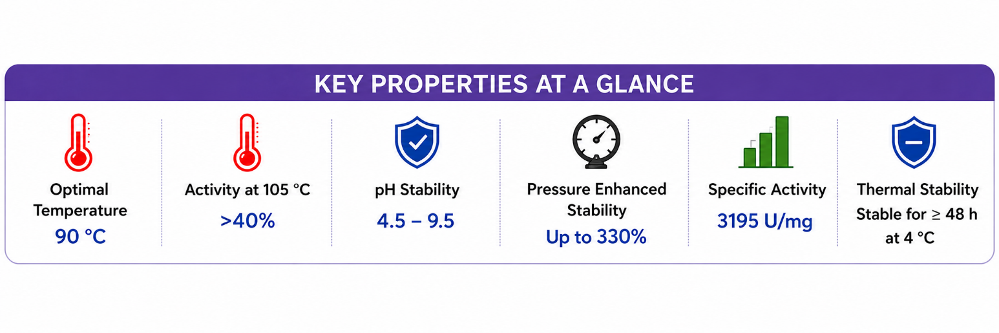 KEY PROPERTIES AT A GLANCE
Optimal
Temperature
90 °C
Activity at 105 °C
>40%
pH Stability
4.5 – 9.5
Pressure Enhanced
Stability
Up to 330%
Specific Activity
3195 U/mg
Thermal Stability
Stable for ≥ 48 h
at 4 °C